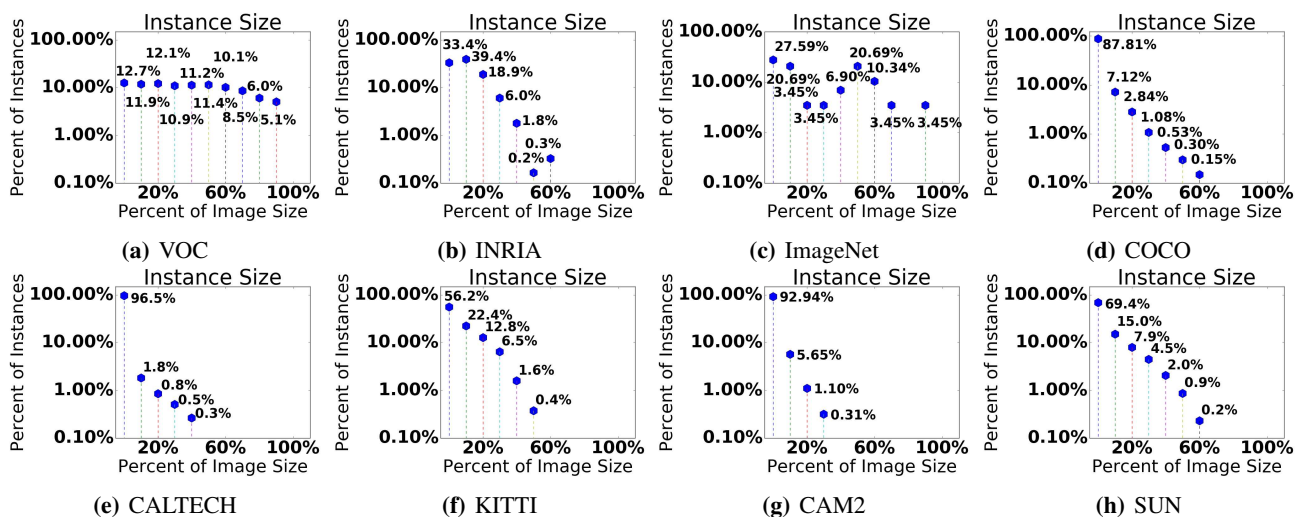 Instance Size
Percent of Instances
100.00%
10.00%
1.00%
0.10%
12.7%
11.9%
12.1%
10.9%
11.2%
11.4%
10.1%
8.5%
6.0%
5.1%
20% 60% 100%
Percent of Image Size
(a) VOC
Instance Size
Percent of Instances
100.00%
10.00%
1.00%
0.10%
33.4%
39.4%
18.9%
6.0%
1.8%
0.2%
0.3%
20% 60% 100%
Percent of Image Size
(b) INRIA
Instance Size
Percent of Instances
100.00%
10.00%
1.00%
0.10%
27.59%
20.69%
3.45%
3.45%
6.90%
20.69%
10.34%
3.45%
3.45%
20% 60% 100%
Percent of Image Size
(c) ImageNet
Instance Size
Percent of Instances
100.00%
10.00%
1.00%
0.10%
87.81%
7.12%
2.84%
1.08%
0.53%
0.30%
0.15%
20% 60% 100%
Percent of Image Size
(d) COCO
Instance Size
Percent of Instances
100.00%
10.00%
1.00%
0.10%
96.5%
1.8%
0.8%
0.5%
0.3%
20% 60% 100%
Percent of Image Size
(e) CALTECH
Instance Size
Percent of Instances
100.00%
10.00%
1.00%
0.10%
56.2%
22.4%
12.8%
6.5%
1.6%
0.4%
20% 60% 100%
Percent of Image Size
(f) KITTI
Instance Size
Percent of Instances
100.00%
10.00%
1.00%
0.10%
92.94%
5.65%
1.10%
0.31%
20% 60% 100%
Percent of Image Size
(g) CAM2
Instance Size
Percent of Instances
100.00%
10.00%
1.00%
0.10%
69.4%
15.0%
7.9%
4.5%
2.0%
0.9%
0.2%
20% 60% 100%
Percent of Image Size
(h) SUN